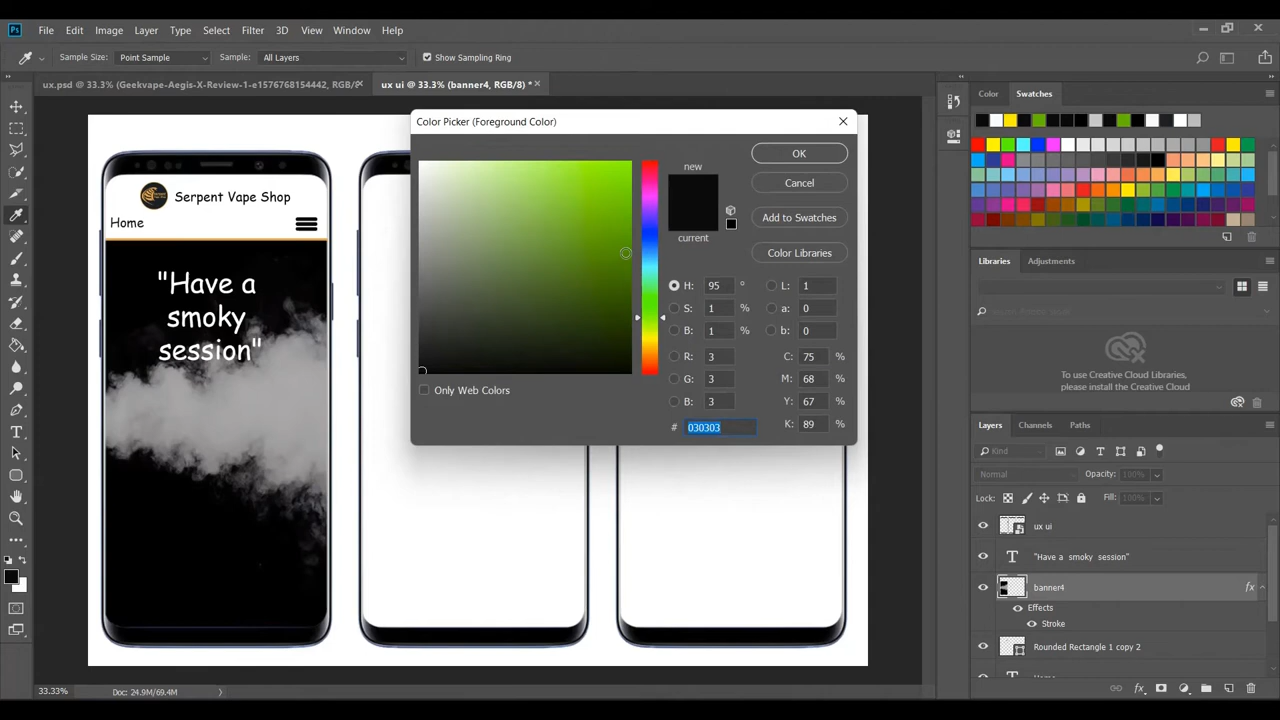 Ps File Edit Image Layer Type Select Filter 3D View Window Help
Sample Size: Point Sample Sample: All Layers Show Sampling Ring
ux.psd @ 33.3% (Geekvape-Aegis-X-Review-1-e1576768154442, RGB/8 ux ui @ 33.3% (banner4, RGB/8) *
Color Swatches
Color Picker (Foreground Color)
new
current
OK
Cancel
Add to Swatches
Color Libraries
H: 95 ° L: 1
S: 1 % a: 0
B: 1 % b: 0
R: 3 C: 75 %
G: 3 M: 68 %
B: 3 Y: 67 %
# 030303 K: 89 %
Only Web Colors
Serpent Vape Shop
Home
"Have a
smoky
session"
Libraries Adjustments
To use Creative Cloud Libraries,
please install the Creative Cloud
Layers Channels Paths
Kind
Normal Opacity: 100%
Lock: Fill: 100%
ux ui
"Have a smoky session"
banner4 fx
Effects
Stroke
Rounded Rectangle 1 copy 2
33.33% Doc: 24.9M/69.4M